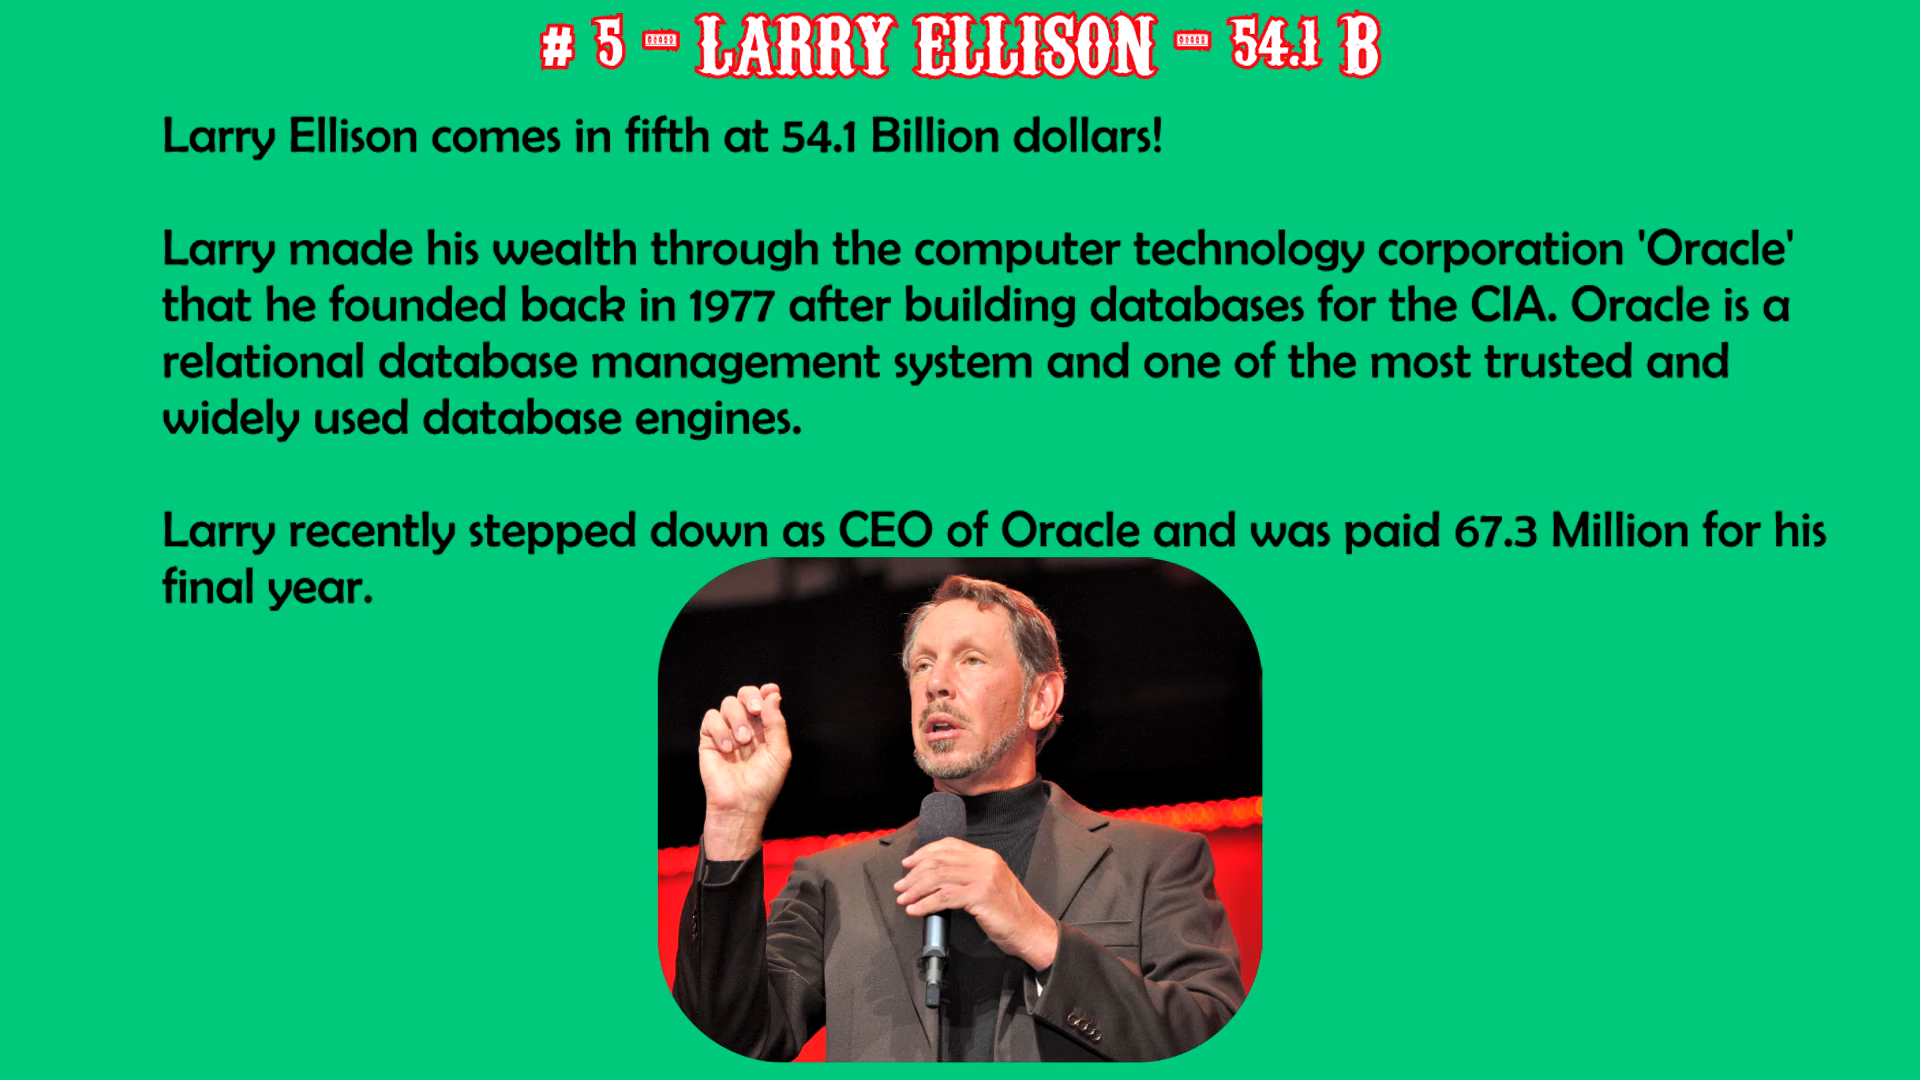 # 5 - LARRY ELLISON - 54.1 B
Larry Ellison comes in fifth at 54.1 Billion dollars!
Larry made his wealth through the computer technology corporation 'Oracle'
that he founded back in 1977 after building databases for the CIA. Oracle is a
relational database management system and one of the most trusted and
widely used database engines.
Larry recently stepped down as CEO of Oracle and was paid 67.3 Million for his
final year.